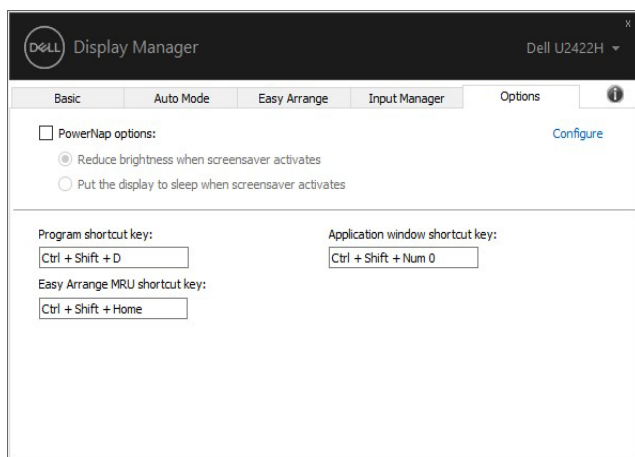 x
DELL Display Manager Dell U2422H
Basic Auto Mode Easy Arrange Input Manager Options i
PowerNap options: Configure
Reduce brightness when screensaver activates
Put the display to sleep when screensaver activates
Program shortcut key: Application window shortcut key:
Ctrl + Shift + D Ctrl + Shift + Num 0
Easy Arrange MRU shortcut key:
Ctrl + Shift + Home